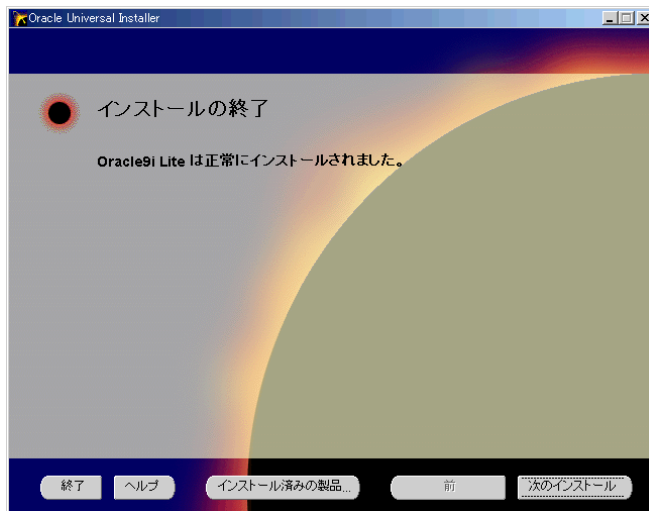 Oracle Universal Installer
インストールの終了
Oracle9i Lite は正常にインストールされました。
終了
ヘルプ
インストール済みの製品...
前
次のインストール